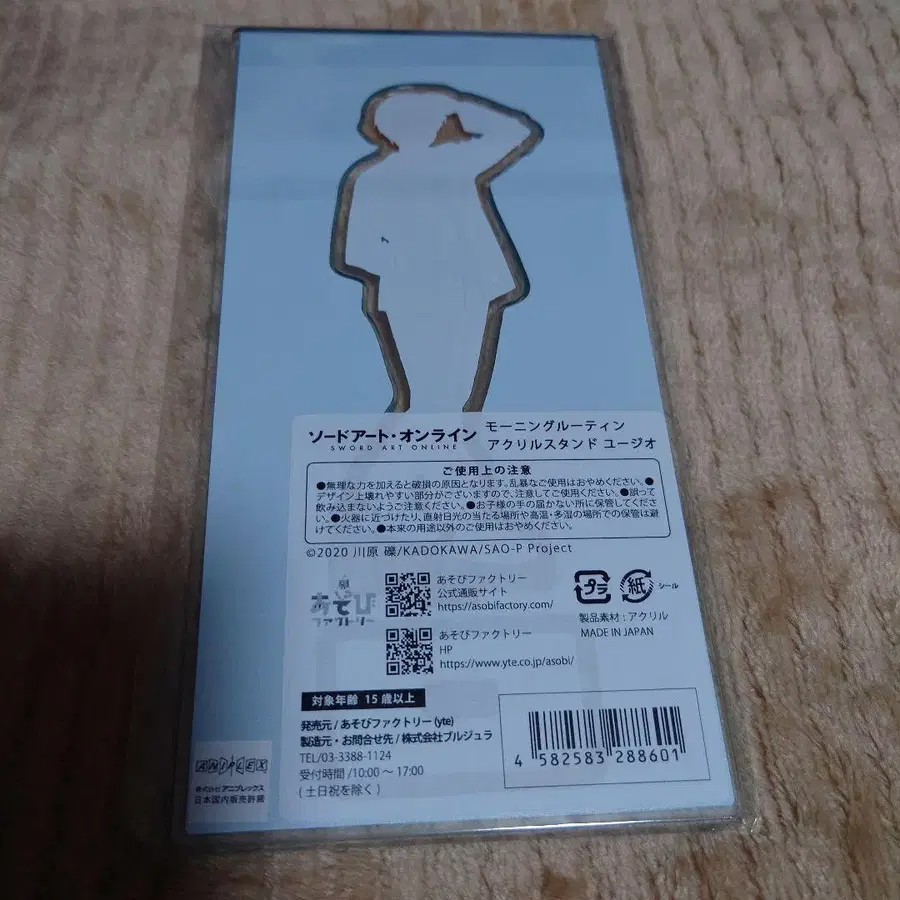 ソードアート・オンライン
SWORD ART ONLINE
モーニングルーティン
アクリルスタンド ユージオ
ご使用上の注意
●無理な力を加えると破損の原因となります。乱暴なご使用はおやめください。●
デザイン上壊れやすい部分がございますので、注意してご使用ください。●誤って
飲み込まないようご注意ください。●お子様の手の届かない所に保管してくださ
い。●火器に近づけたり、直射日光の当たる場所や高温・多湿の場所での保管は避
けてください。●本来の用途以外のご使用はおやめください。
©2020 川原 礫/KADOKAWA/SAO-P Project
あそび
ファクトリー
あそびファクトリー
公式通販サイト
https://asobifactory.com/
あそびファクトリー
HP
https://www.yte.co.jp/asobi/
プラ
紙
シール
製品素材：アクリル
MADE IN JAPAN
対象年齢 15歳以上
発売元 / あそびファクトリー (yte)
製造元・お問合せ先 / 株式会社ブルジュラ
TEL/03-3388-1124
受付時間 /10:00 ～ 17:00
( 土日祝を除く )
4 582583 288601
ANIPLEX
株式会社 アニプレックス
日本国内販売許諾